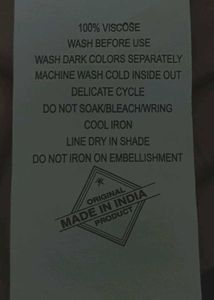 100% VISCOSE
WASH BEFORE USE
WASH DARK COLORS SEPARATELY
MACHINE WASH COLD INSIDE OUT
DELICATE CYCLE
DO NOT SOAK/BLEACH/WRING
COOL IRON
LINE DRY IN SHADE
DO NOT IRON ON EMBELLISHMENT
ORIGINAL
MADE IN INDIA
PRODUCT